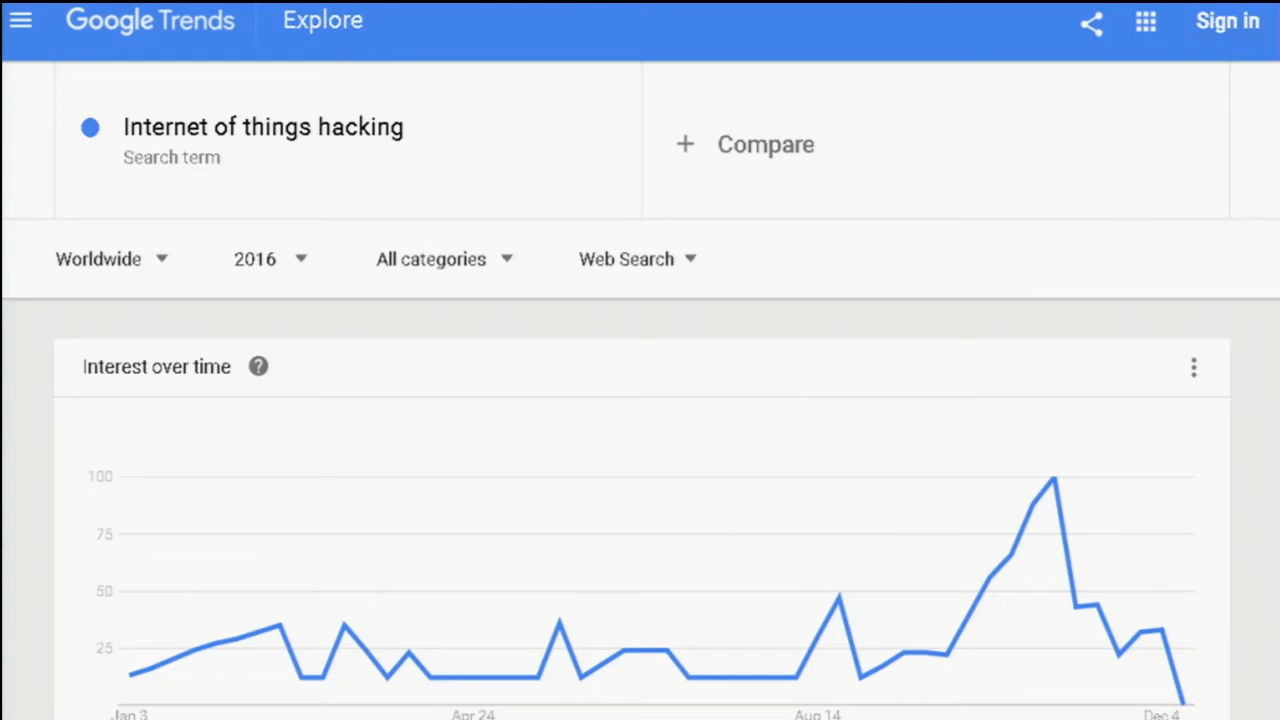 Google Trends Explore Sign in
Internet of things hacking
Search term
+ Compare
Worldwide 2016 All categories Web Search
Interest over time ?
100
75
50
25
Jan 3 Apr 24 Aug 14 Dec 4